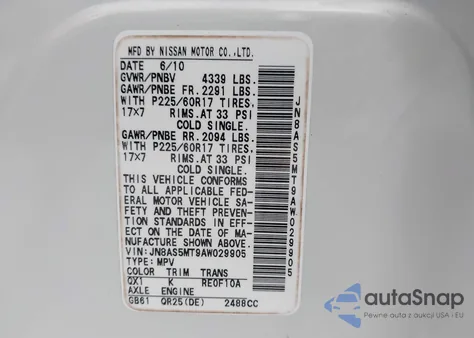 MFD BY NISSAN MOTOR CO.,LTD.
DATE 6/10
GVWR/PNBV 4339 LBS.
GAWR/PNBE FR.2291 LBS.
WITH P225/60R17 TIRES,
17X7 RIMS.AT 33 PSI
COLD SINGLE.
GAWR/PNBE RR.2094 LBS.
WITH P225/60R17 TIRES,
17X7 RIMS.AT 33 PSI
COLD SINGLE.
THIS VEHICLE CONFORMS
TO ALL APPLICABLE FED-
ERAL MOTOR VEHICLE SA-
FETY AND THEFT PREVEN-
TION STANDARDS IN EFF-
ECT ON THE DATE OF MA-
NUFACTURE SHOWN ABOVE.
VIN:JN8AS5MT9AW029905
TYPE:MPV
COLOR TRIM TRANS
QX1 K RE0F10A
AXLE ENGINE
GB61 QR25(DE) 2488CC
JN8AS5MT9AW029905
autoSnap
Pewne auto z USA i EU